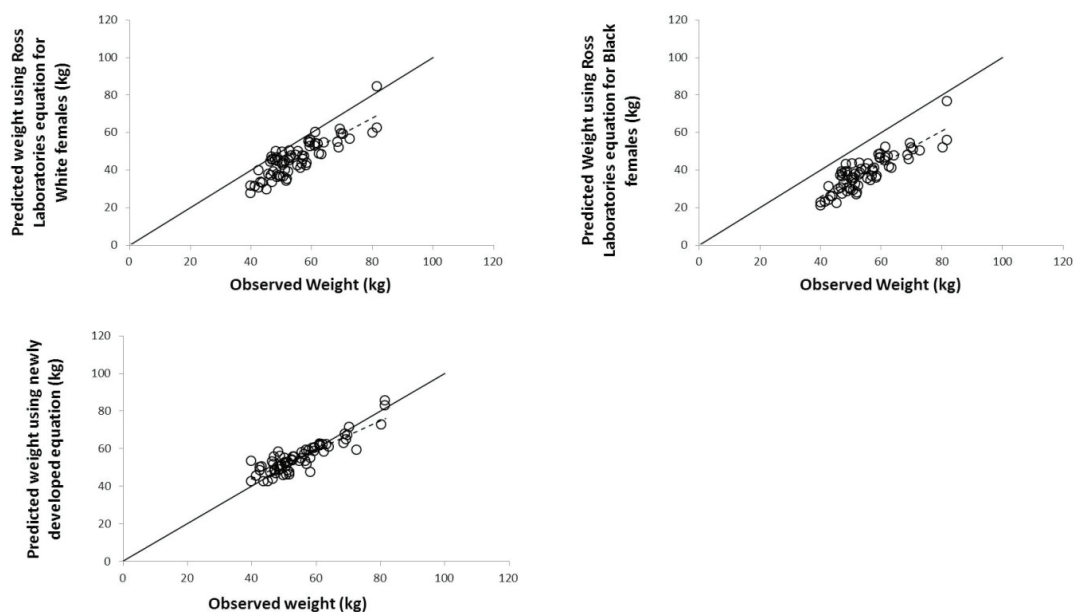 Predicted weight using Ross
Laboratories equation for
White females (kg)
120
100
80
60
40
20
0
0 20 40 60 80 100 120
Observed Weight (kg)
Predicted Weight using Ross
Laboratories equation for Black
females (kg)
120
100
80
60
40
20
0
0 20 40 60 80 100 120
Observed Weight (kg)
Predicted weight using newly
developed equation (kg)
120
100
80
60
40
20
0
0 20 40 60 80 100 120
Observed weight (kg)